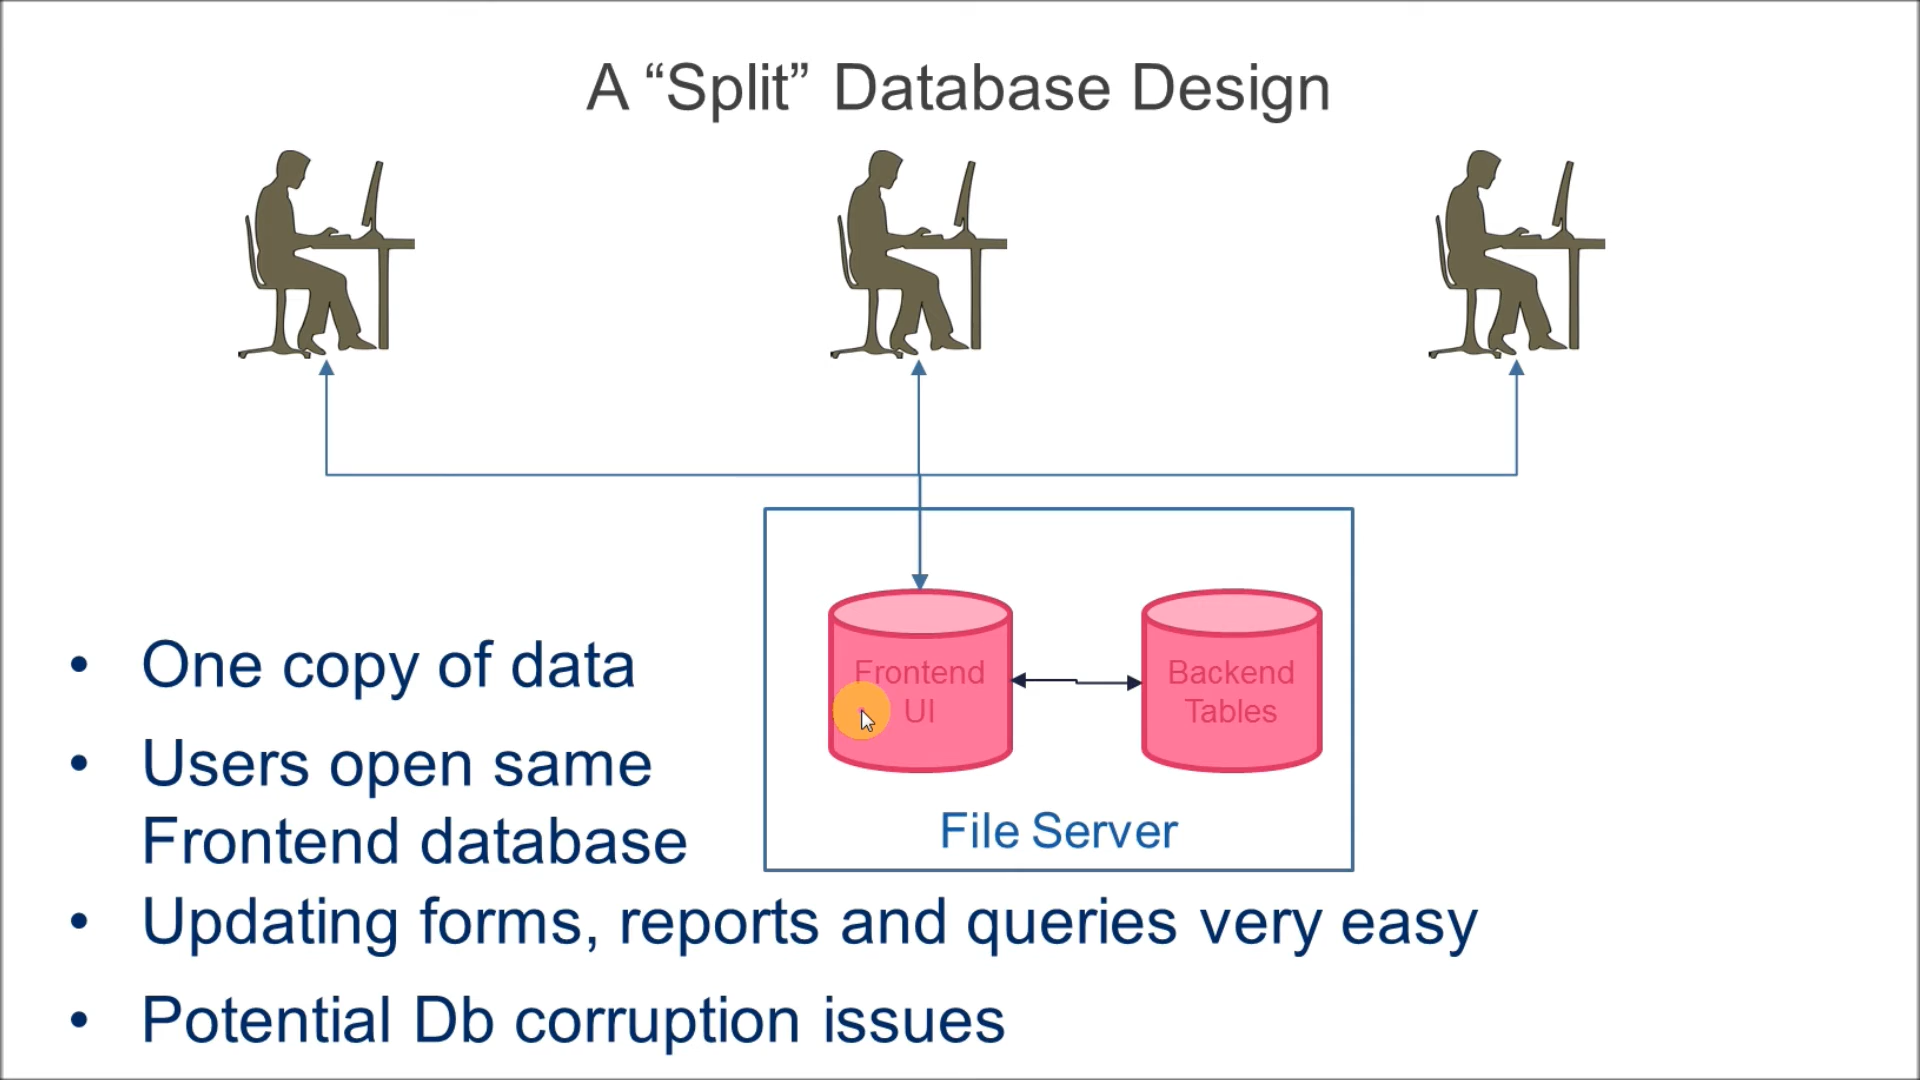 A “Split” Database Design
Frontend
UI
Backend
Tables
File Server
• One copy of data
• Users open same
Frontend database
• Updating forms, reports and queries very easy
• Potential Db corruption issues